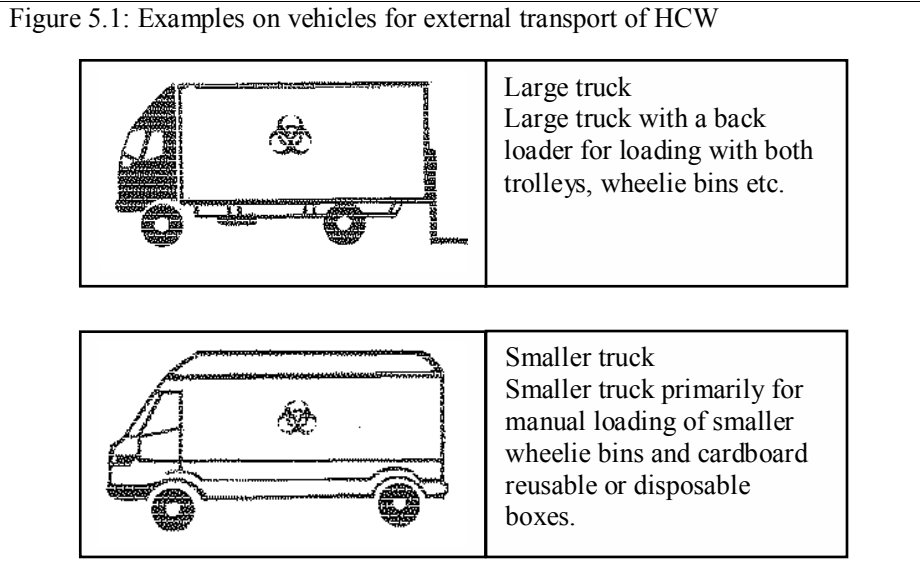 Figure 5.1: Examples on vehicles for external transport of HCW
Large truck
Large truck with a back
loader for loading with both
trolleys, wheelie bins etc.
Smaller truck
Smaller truck primarily for
manual loading of smaller
wheelie bins and cardboard
reusable or disposable
boxes.